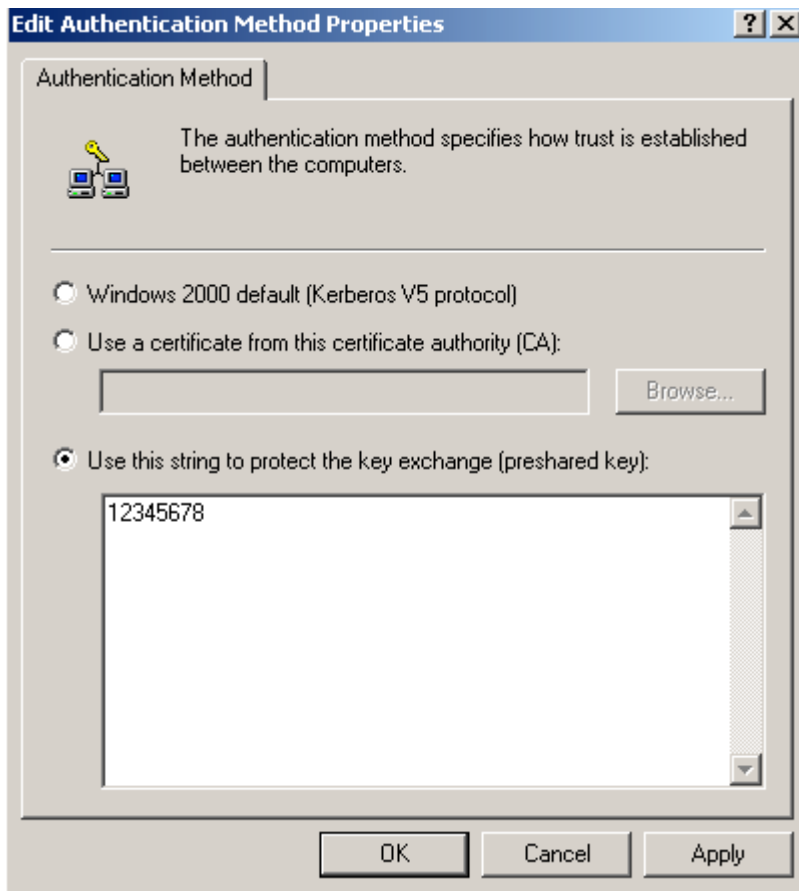 Edit Authentication Method Properties
Authentication Method
The authentication method specifies how trust is established
between the computers.
Windows 2000 default (Kerberos V5 protocol)
Use a certificate from this certificate authority (CA):
Browse...
Use this string to protect the key exchange (preshared key):
12345678
OK Cancel Apply